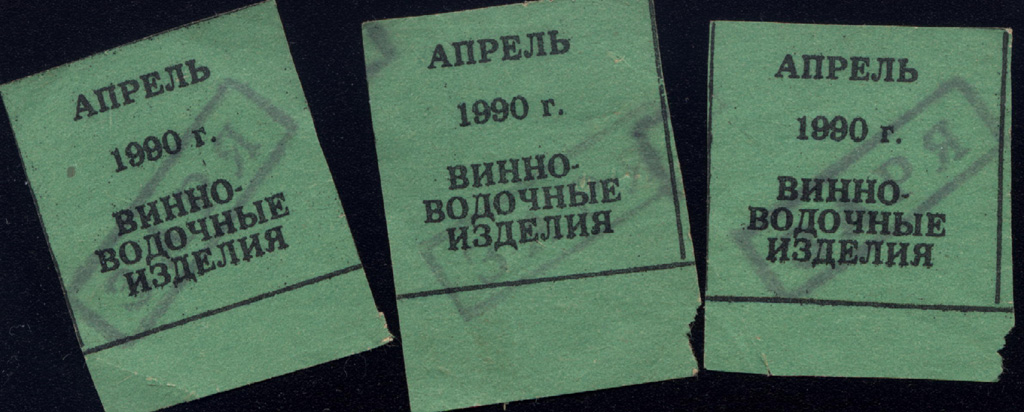 АПРЕЛЬ
1990 г.
ВИННО-
ВОДОЧНЫЕ
ИЗДЕЛИЯ
АПРЕЛЬ
1990 г.
ВИННО-
ВОДОЧНЫЕ
ИЗДЕЛИЯ
АПРЕЛЬ
1990 г.
ВИННО-
ВОДОЧНЫЕ
ИЗДЕЛИЯ